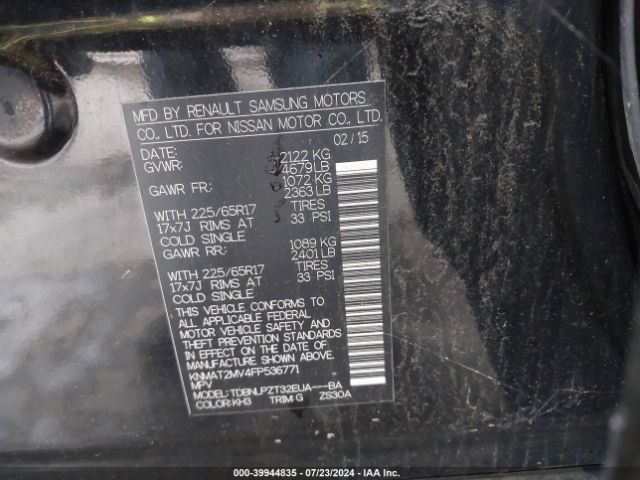 MFD BY RENAULT SAMSUNG MOTORS
CO., LTD. FOR NISSAN MOTOR CO., LTD.
DATE: 02/15
GVWR: 2122 KG
4679 LB
GAWR FR: 1072 KG
2363 LB
WITH 225/65R17 TIRES
17x7J RIMS AT 33 PSI
COLD SINGLE
GAWR RR: 1089 KG
2401 LB
WITH 225/65R17 TIRES
17x7J RIMS AT 33 PSI
COLD SINGLE
THIS VEHICLE CONFORMS TO
ALL APPLICABLE FEDERAL
MOTOR VEHICLE SAFETY AND
THEFT PREVENTION STANDARDS
IN EFFECT ON THE DATE OF
MANUFACTURE SHOWN ABOVE.
KNMAT2MV4FP536771
MPV
MODEL: TDBNLPZT32EUA---BA
COLOR: KH3 TRIM: G ZS30A
000-39944835 - 07/23/2024 - IAA Inc.